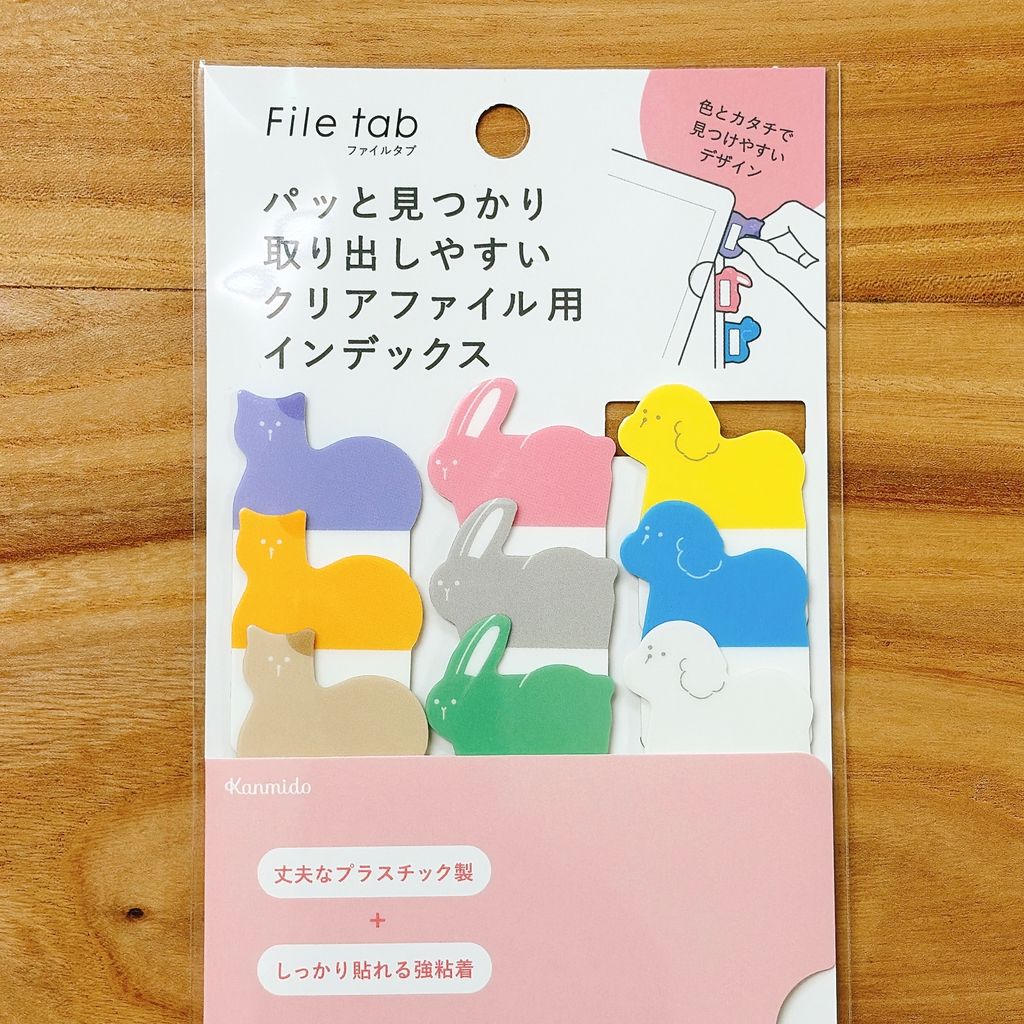 File tab
ファイルタブ
パッと見つかり
取り出しやすい
クリアファイル用
インデックス
色とカタチで
見つけやすい
デザイン
Kanmido
丈夫なプラスチック製
+
しっかり貼れる強粘着